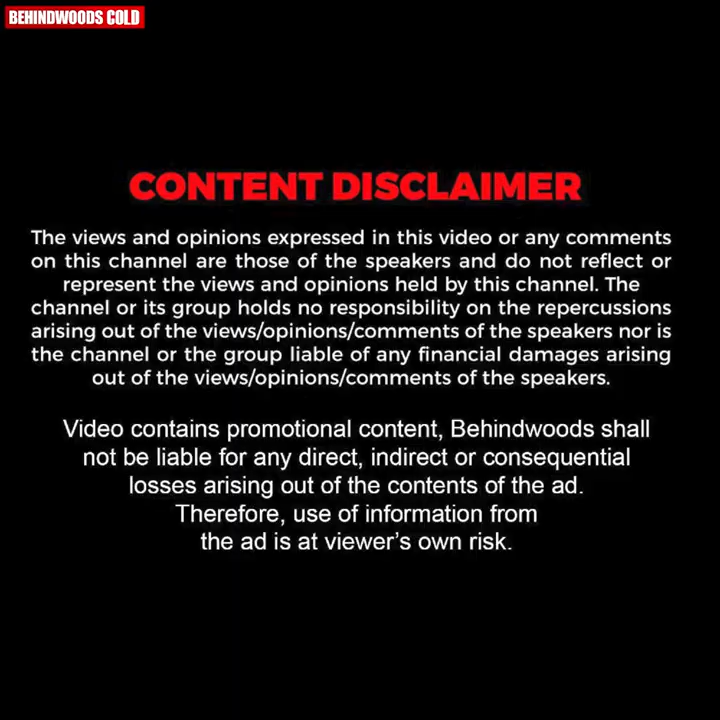 BEHINDWOODS COLD
CONTENT DISCLAIMER
The views and opinions expressed in this video or any comments
on this channel are those of the speakers and do not reflect or
represent the views and opinions held by this channel. The
channel or its group holds no responsibility on the repercussions
arising out of the views/opinions/comments of the speakers nor is
the channel or the group liable of any financial damages arising
out of the views/opinions/comments of the speakers.
Video contains promotional content, Behindwoods shall
not be liable for any direct, indirect or consequential
losses arising out of the contents of the ad.
Therefore, use of information from
the ad is at viewer's own risk.